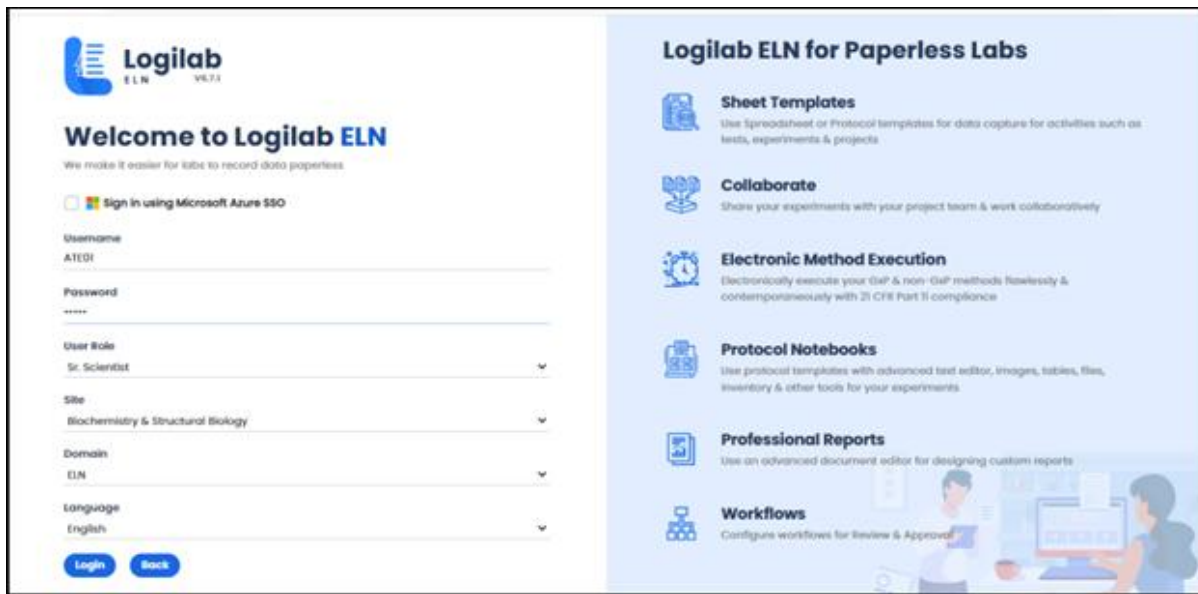 Logilab
ELN V6.7.1
Welcome to Logilab ELN
We make it easier for labs to record data paperless
Sign in using Microsoft Azure SSO
Username
ATE01
Password
•••••
User Role
Sr. Scientist
Site
Biochemistry & Structural Biology
Domain
ELN
Language
English
Login Back
Logilab ELN for Paperless Labs
Sheet Templates
Use Spreadsheet or Protocol templates for data capture for activities such as
tests, experiments & projects
Collaborate
Share your experiments with your project team & work collaboratively
Electronic Method Execution
Electronically execute your GxP & non-GxP methods flawlessly &
contemporaneously with 21 CFR Part 11 compliance
Protocol Notebooks
Use protocol templates with advanced text editor, images, tables, files,
inventory & other tools for your experiments
Professional Reports
Use an advanced document editor for designing custom reports
Workflows
Configure workflows for Review & Approval